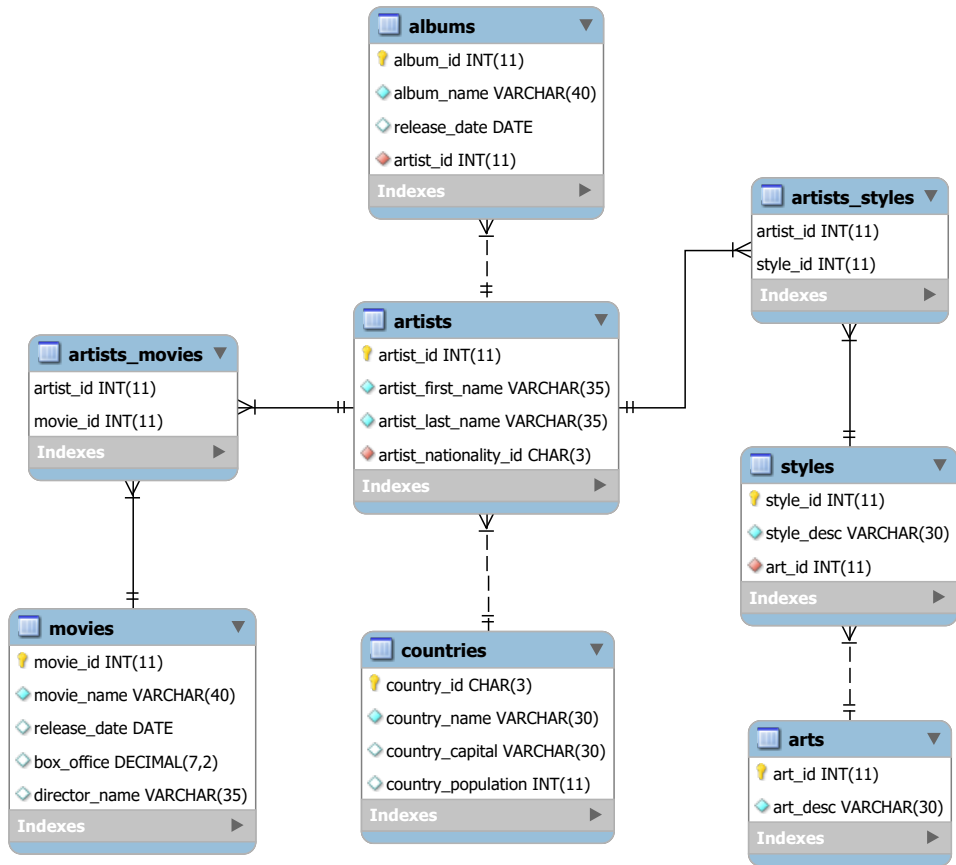 albums
album_id INT(11)
album_name VARCHAR(40)
release_date DATE
artist_id INT(11)
Indexes
artists_styles
artist_id INT(11)
style_id INT(11)
Indexes
artists
artist_id INT(11)
artist_first_name VARCHAR(35)
artist_last_name VARCHAR(35)
artist_nationality_id CHAR(3)
Indexes
artists_movies
artist_id INT(11)
movie_id INT(11)
Indexes
styles
style_id INT(11)
style_desc VARCHAR(30)
art_id INT(11)
Indexes
movies
movie_id INT(11)
movie_name VARCHAR(40)
release_date DATE
box_office DECIMAL(7,2)
director_name VARCHAR(35)
Indexes
countries
country_id CHAR(3)
country_name VARCHAR(30)
country_capital VARCHAR(30)
country_population INT(11)
Indexes
arts
art_id INT(11)
art_desc VARCHAR(30)
Indexes